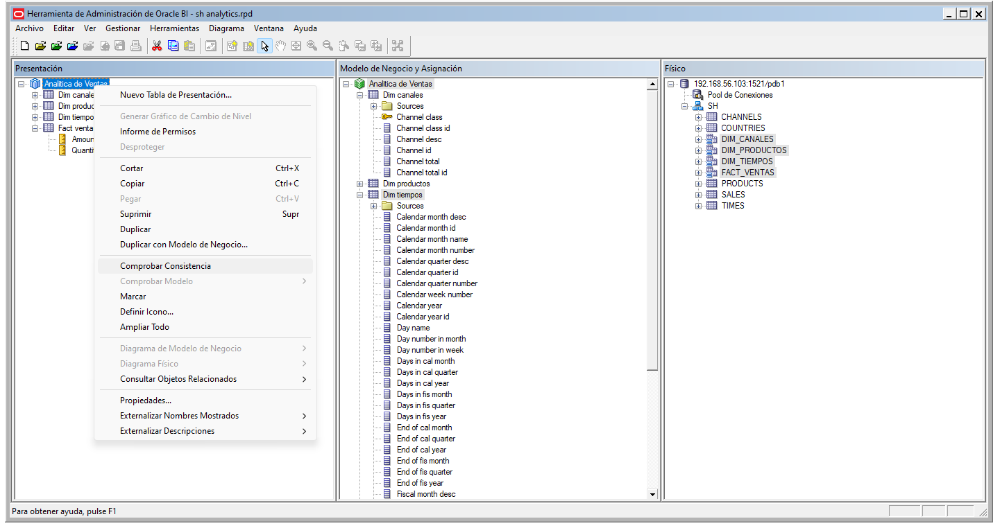 Herramienta de Administración de Oracle BI - sh analytics.rpd
Archivo Editar Ver Gestionar Herramientas Diagrama Ventana Ayuda
Presentación
Analítica de Ventas
Dim canale
Dim produc
Dim tiempo
Fact venta
Amoun
Quanti
Nuevo Tabla de Presentación...
Generar Gráfico de Cambio de Nivel
Informe de Permisos
Desproteger
Cortar Ctrl+X
Copiar Ctrl+C
Pegar Ctrl+V
Suprimir Supr
Duplicar
Duplicar con Modelo de Negocio...
Comprobar Consistencia
Comprobar Modelo
Marcar
Definir Icono...
Ampliar Todo
Diagrama de Modelo de Negocio
Diagrama Físico
Consultar Objetos Relacionados
Propiedades...
Externalizar Nombres Mostrados
Externalizar Descripciones
Modelo de Negocio y Asignación
Analitica de Ventas
Dim canales
Sources
Channel class
Channel class id
Channel desc
Channel id
Channel total
Channel total id
Dim productos
Dim tiempos
Sources
Calendar month desc
Calendar month id
Calendar month name
Calendar month number
Calendar quarter desc
Calendar quarter id
Calendar quarter number
Calendar week number
Calendar year
Calendar year id
Day name
Day number in month
Day number in week
Days in cal month
Days in cal quarter
Days in cal year
Days in fis month
Days in fis quarter
Days in fis year
End of cal month
End of cal quarter
End of cal year
End of fis month
End of fis quarter
End of fis year
Fiscal month desc
Físico
192.168.56.103:1521/pdb1
Pool de Conexiones
SH
CHANNELS
COUNTRIES
DIM_CANALES
DIM_PRODUCTOS
DIM_TIEMPOS
FACT_VENTAS
PRODUCTS
SALES
TIMES
Para obtener ayuda, pulse F1